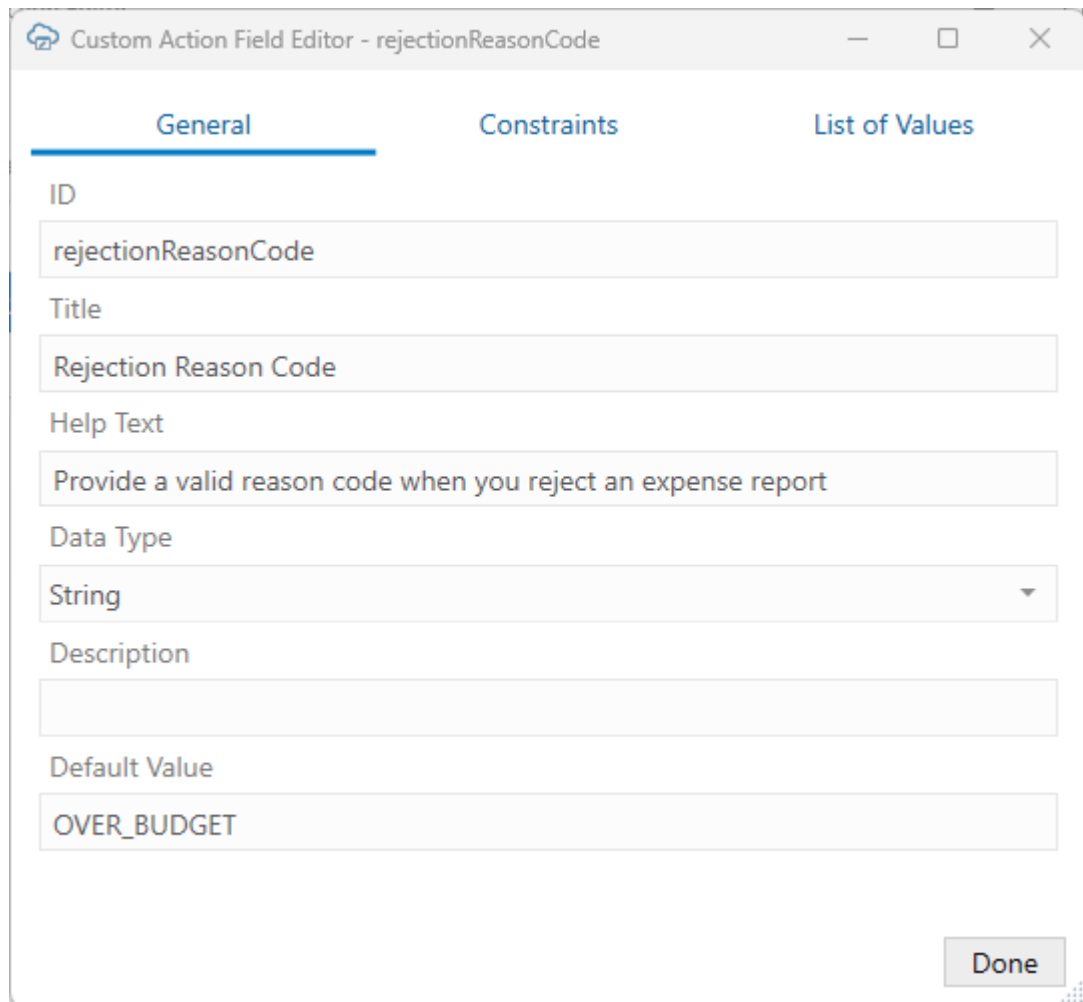 Custom Action Field Editor - rejectionReasonCode
General Constraints List of Values
ID
rejectionReasonCode
Title
Rejection Reason Code
Help Text
Provide a valid reason code when you reject an expense report
Data Type
String
Description
Default Value
OVER_BUDGET
Done